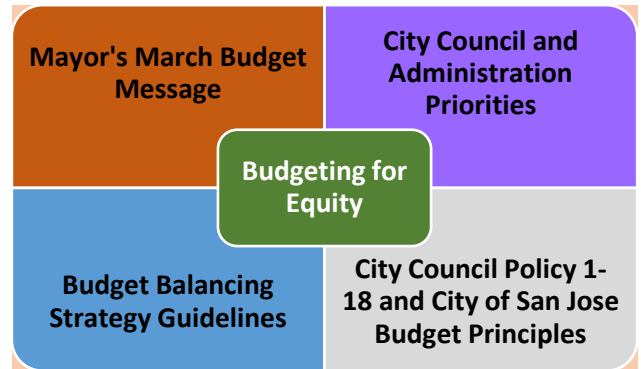 Mayor's March Budget
Message
City Council and
Administration
Priorities
Budgeting for
Equity
Budget Balancing
Strategy Guidelines
City Council Policy 1-
18 and City of San Jose
Budget Principles